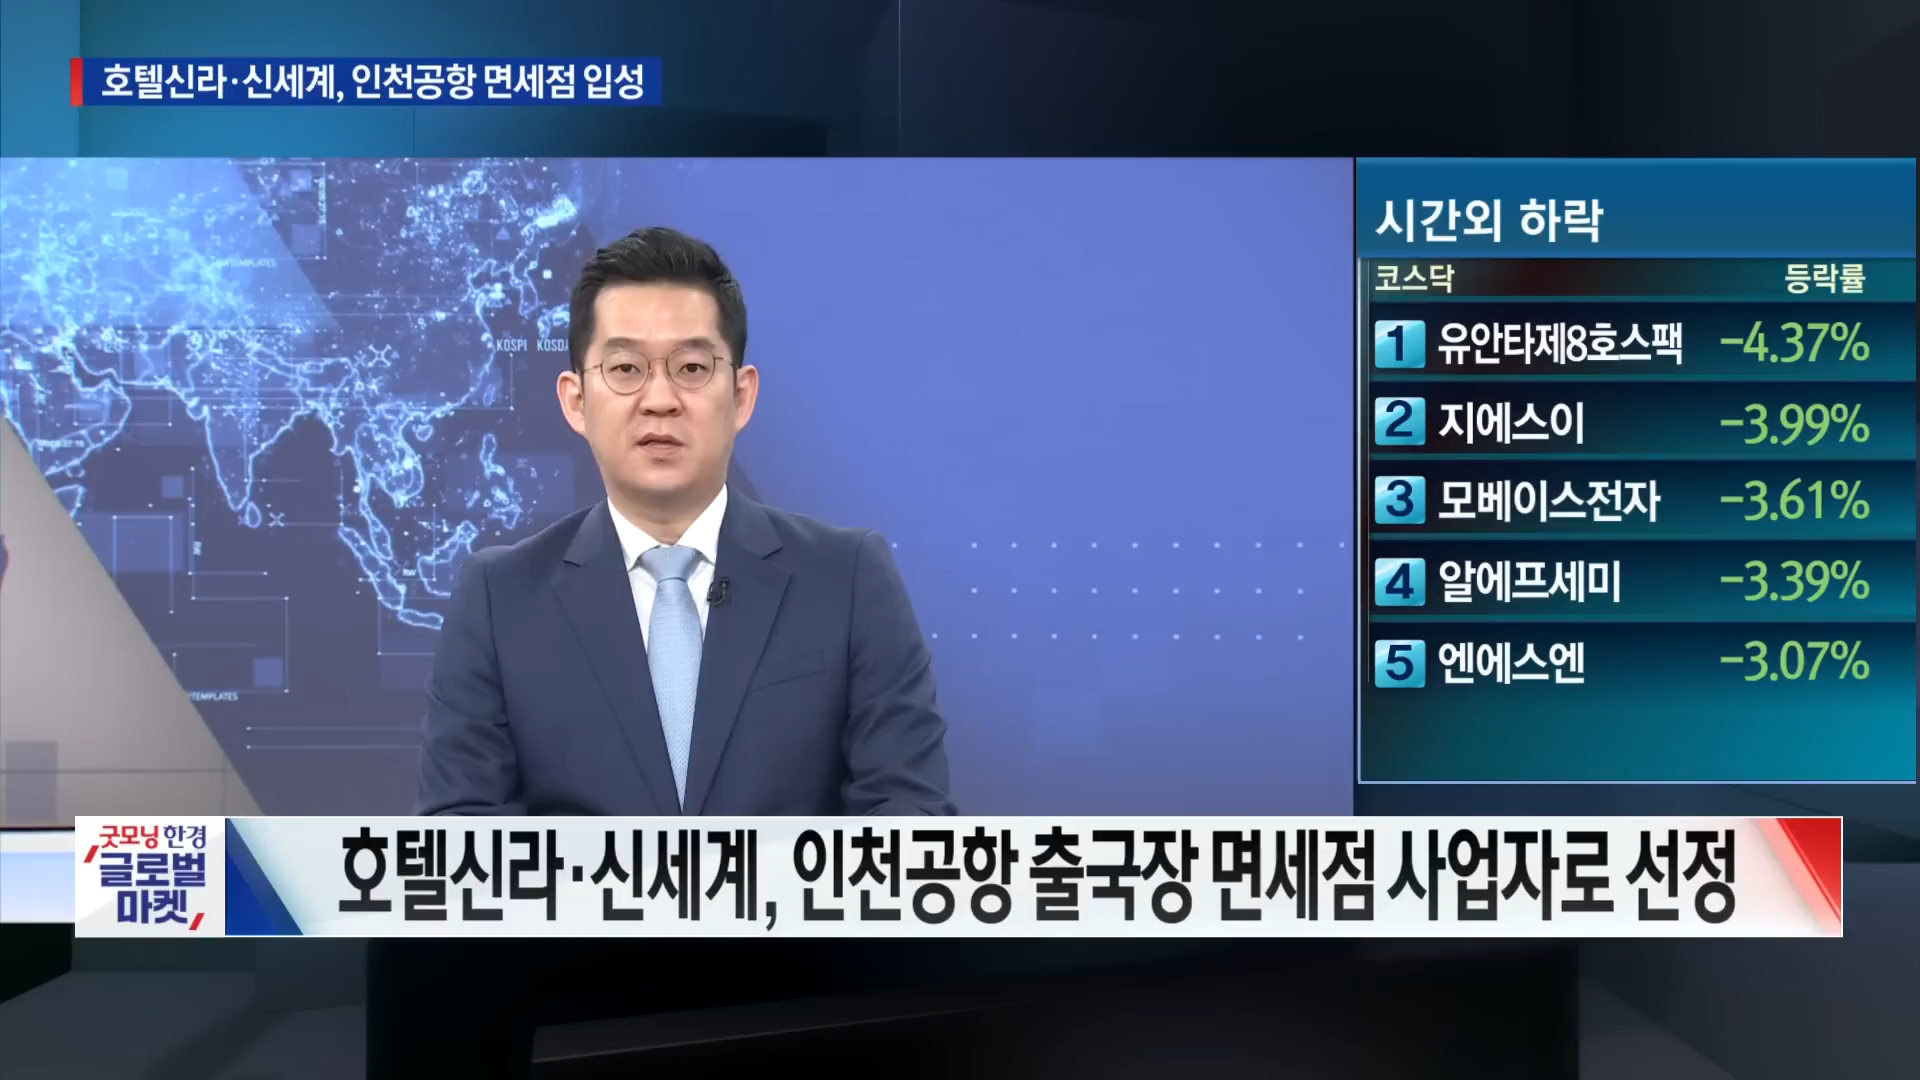 호텔신라·신세계, 인천공항 면세점 입성
KOSPI KOSDA
TEMPLATES
RW
시간외 하락
코스닥 등락률
1 유안타제8호스팩 -4.37%
2 지에스이 -3.99%
3 모베이스전자 -3.61%
4 알에프세미 -3.39%
5 엔에스엔 -3.07%
굿모닝 한경
글로벌
마켓
호텔신라·신세계, 인천공항 출국장 면세점 사업자로 선정